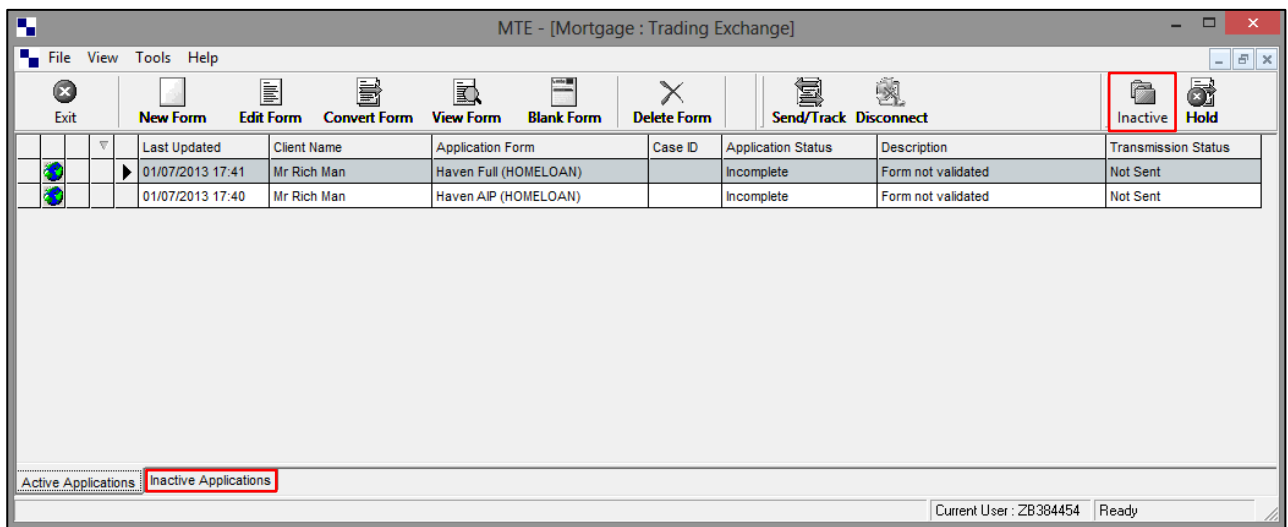 MTE - [Mortgage : Trading Exchange]
File View Tools Help
Exit New Form Edit Form Convert Form View Form Blank Form Delete Form Send/Track Disconnect Inactive Hold
Last Updated Client Name Application Form Case ID Application Status Description Transmission Status
01/07/2013 17:41 Mr Rich Man Haven Full (HOMELOAN) Incomplete Form not validated Not Sent
01/07/2013 17:40 Mr Rich Man Haven AIP (HOMELOAN) Incomplete Form not validated Not Sent
Active Applications Inactive Applications
Current User : ZB384454 Ready